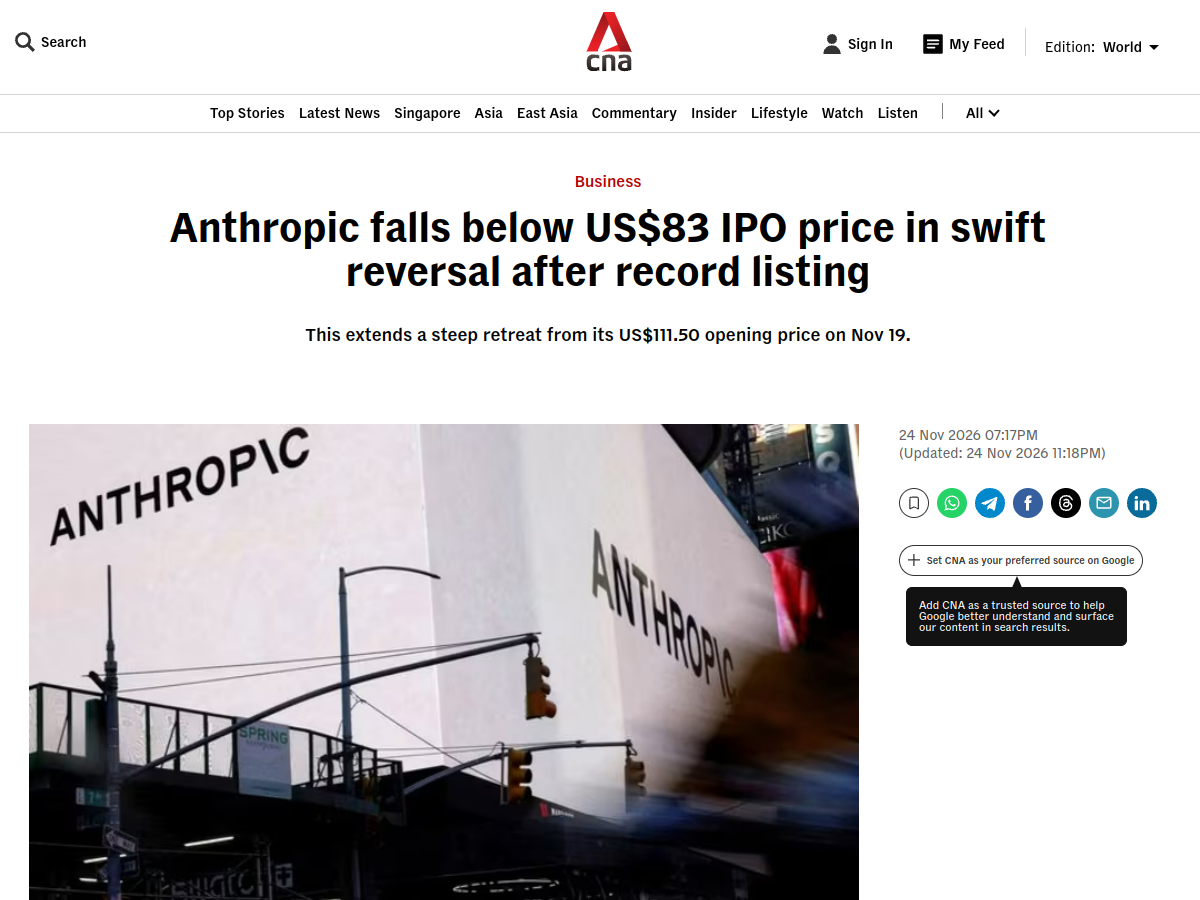 Search
cna
Sign In
My Feed
Edition: World
Top Stories Latest News Singapore Asia East Asia Commentary Insider Lifestyle Watch Listen All
Business
Anthropic falls below US$83 IPO price in swift
reversal after record listing
This extends a steep retreat from its US$111.50 opening price on Nov 19.
ANTHROP\C
ANTHROP\C
SPRING
24 Nov 2026 07:17PM
(Updated: 24 Nov 2026 11:18PM)
Set CNA as your preferred source on Google
Add CNA as a trusted source to help
Google better understand and surface
our content in search results.